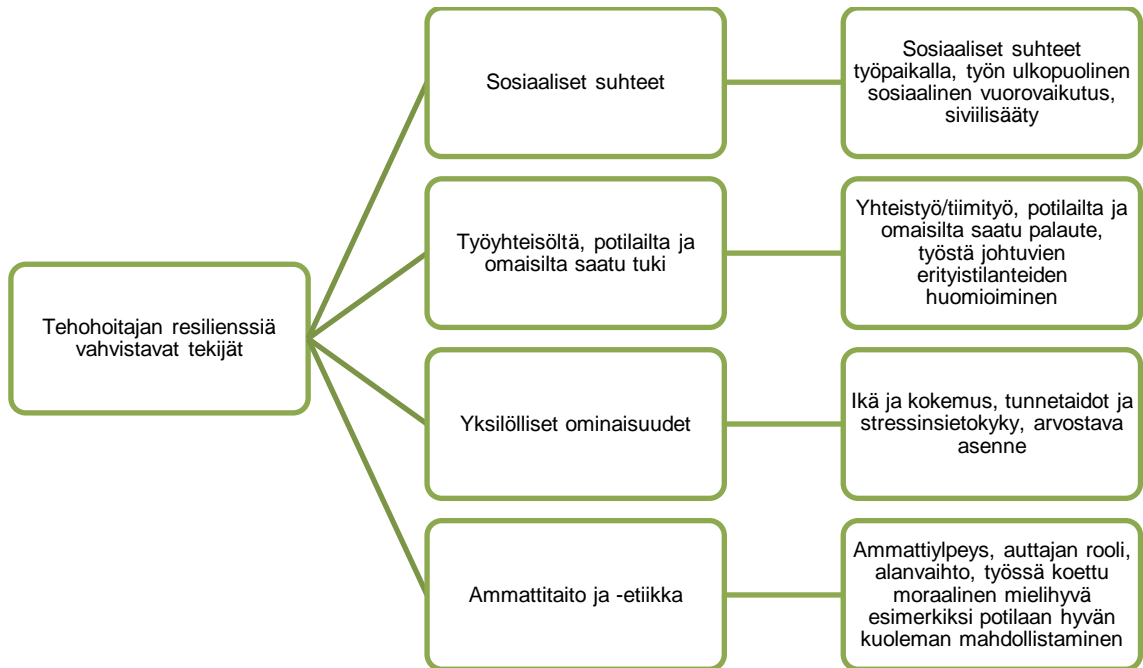 Tehohoitajan resilienssiä
vahvistavat tekijät
Sosiaaliset suhteet
Sosiaaliset suhteet
työpaikalla, työn ulkopuolinen
sosiaalinen vuorovaikutus,
siviilisääty
Työyhteisöltä, potilailta ja
omaisilta saatu tuki
Yhteistyö/tiimityö, potilailta ja
omaisilta saatu palaute,
työstä johtuvien
erityistilanteiden
huomioiminen
Yksilölliset ominaisuudet
Ikä ja kokemus, tunnetaidot ja
stressinsietokyky, arvostava
asenne
Ammattitaito ja -etiikka
Ammattiylpeys, auttajan rooli,
alanvaihto, työssä koettu
moraalinen mielihyvä
esimerkiksi potilaan hyvän
kuoleman mahdollistaminen